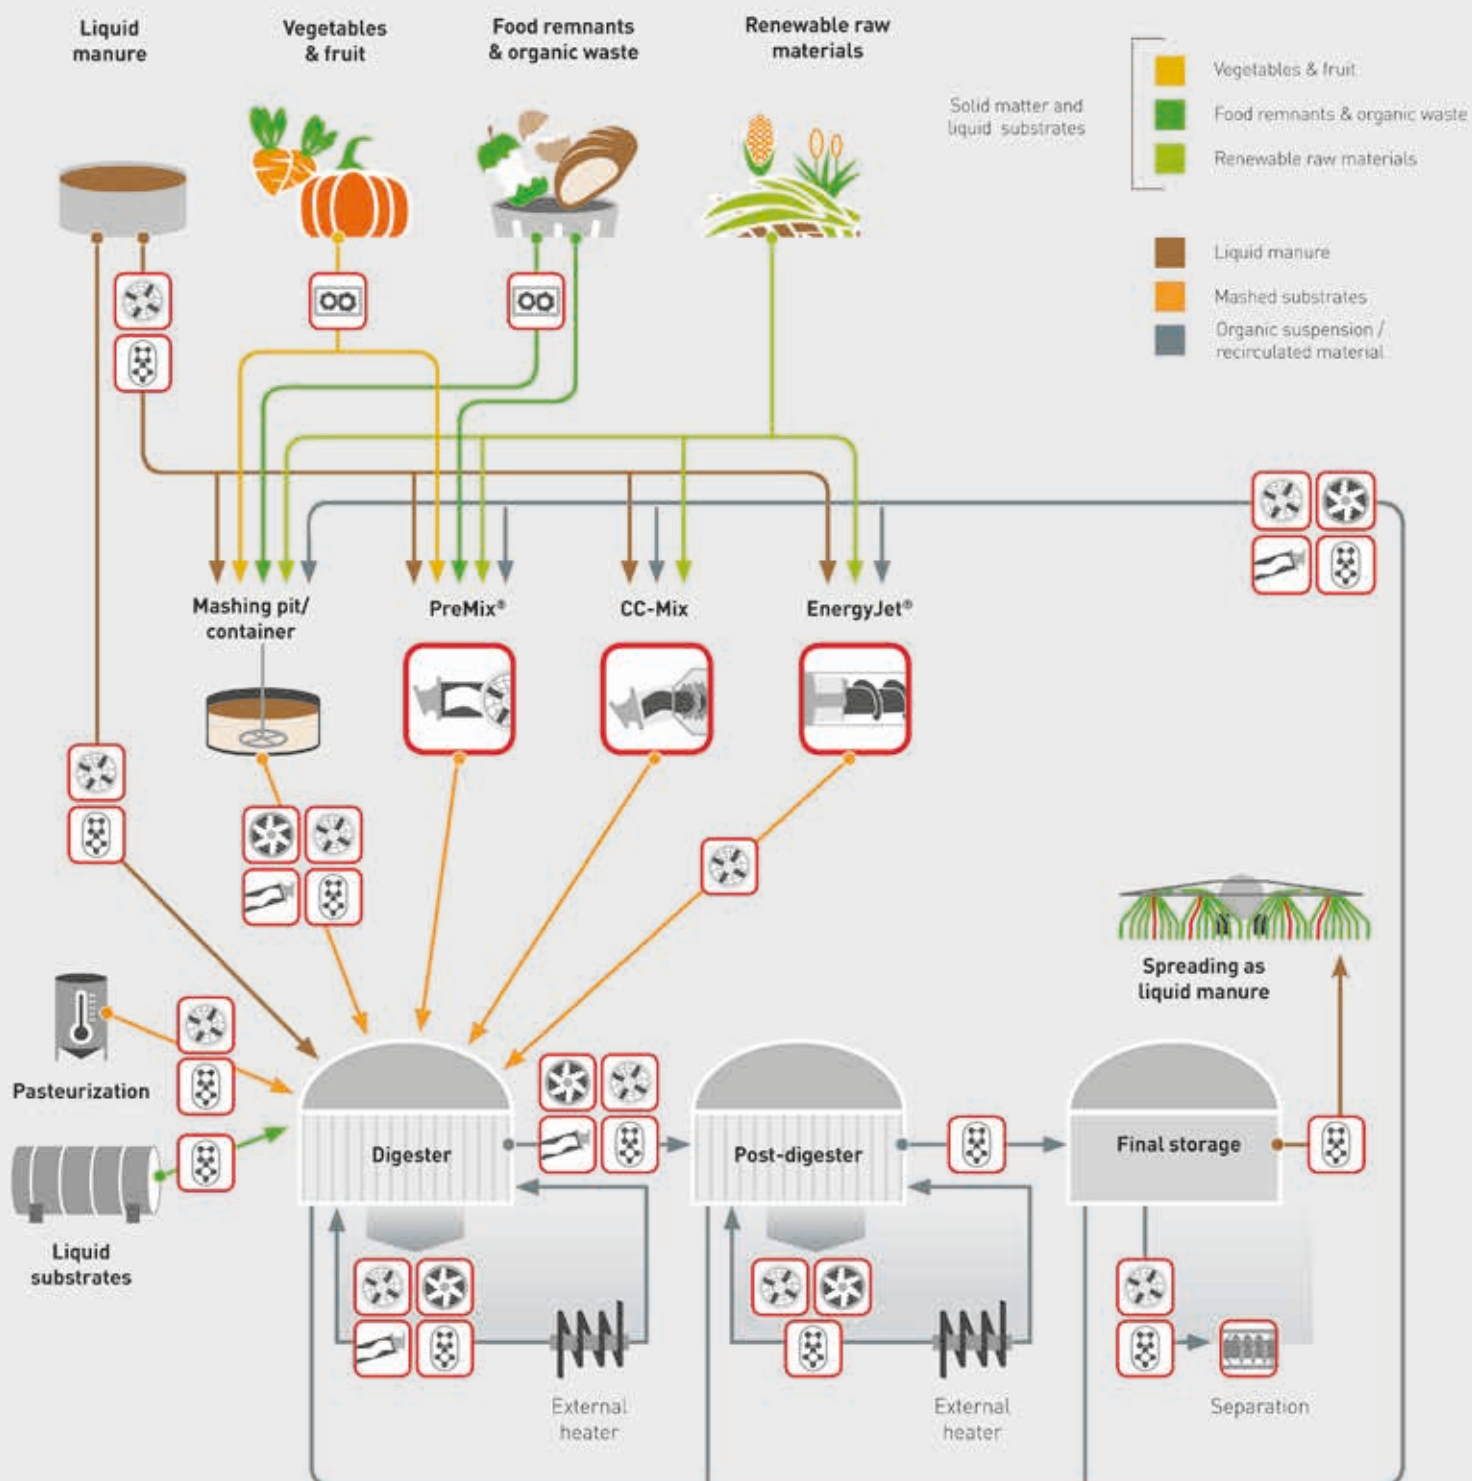 Liquid
manure
Vegetables
& fruit
Food remnants
& organic waste
Renewable raw
materials
Solid matter and
liquid substrates
Vegetables & fruit
Food remnants & organic waste
Renewable raw materials
Liquid manure
Mashed substrates
Organic suspension /
recirculated material
Mashing pit/
container
PreMix®
CC-Mix
EnergyJet®
Spreading as
liquid manure
Pasteurization
Digester
Post-digester
Final storage
Liquid
substrates
External
heater
External
heater
Separation